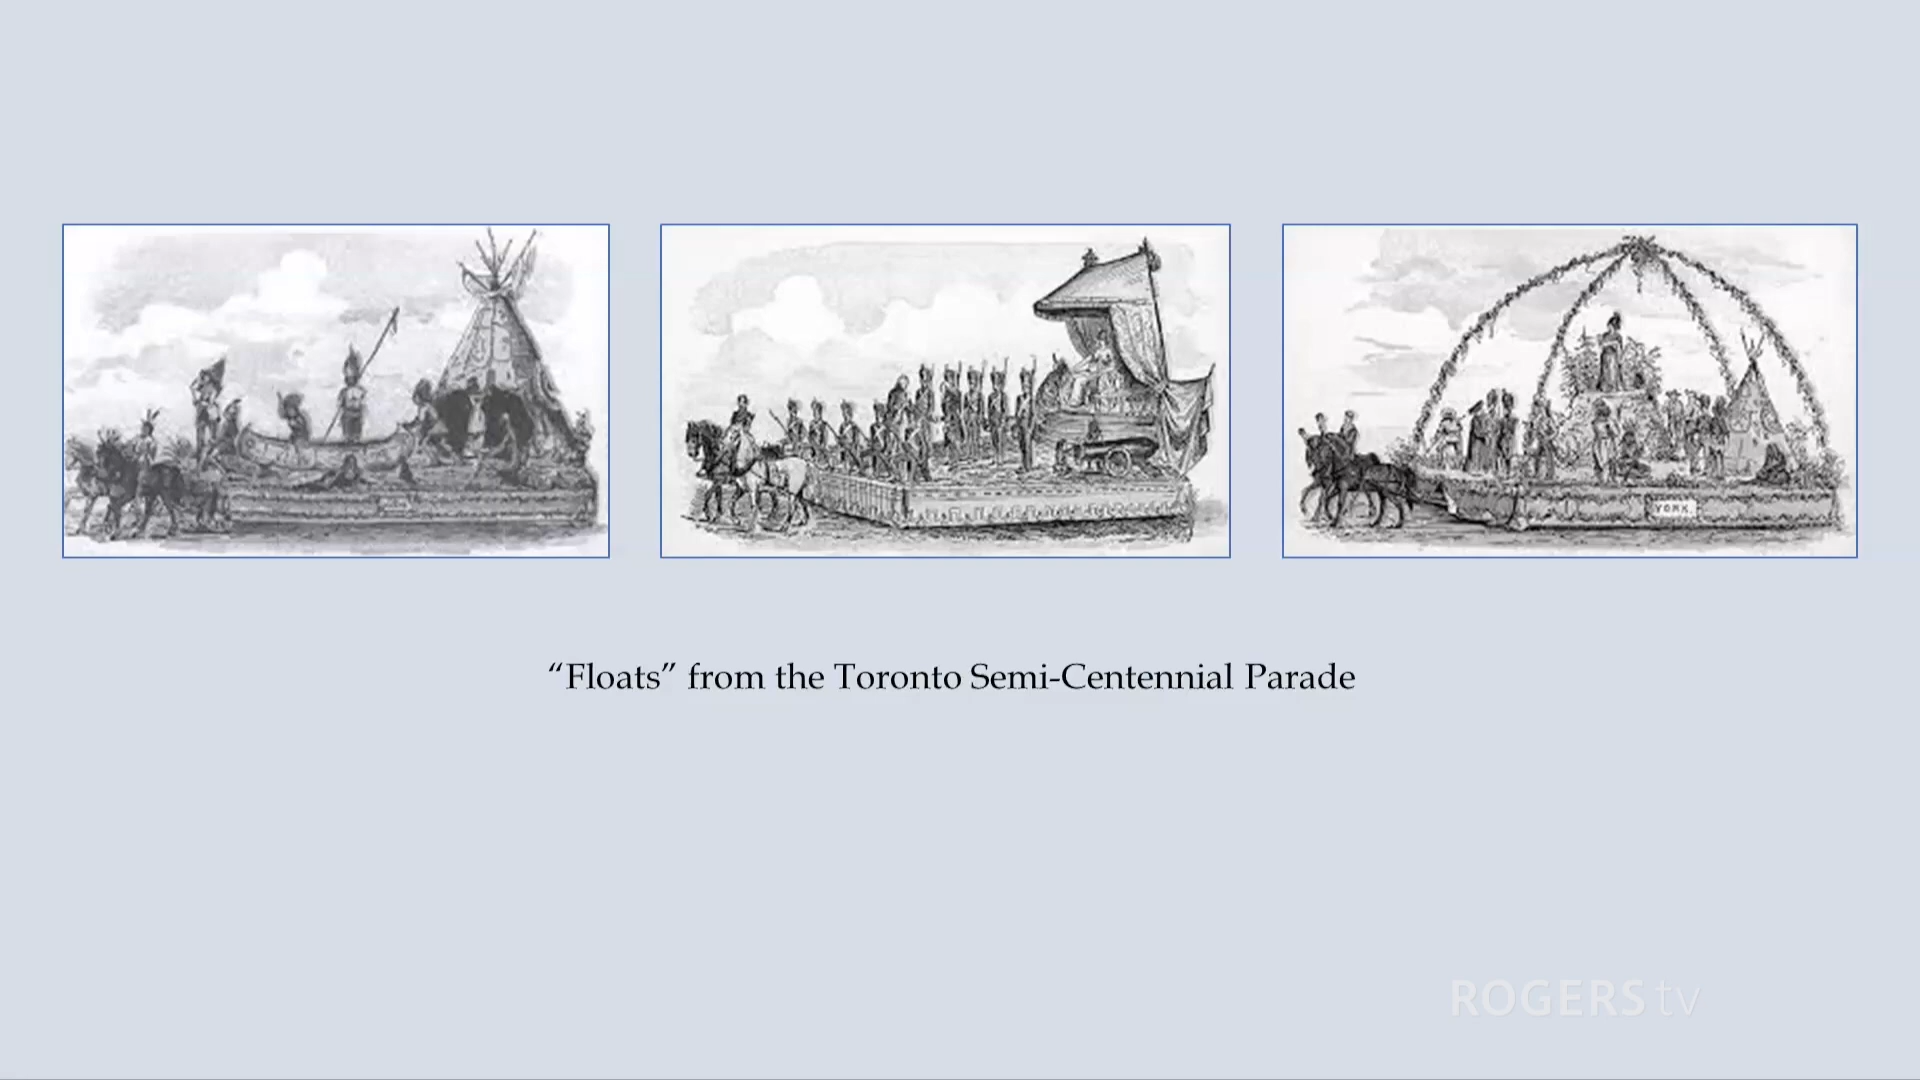 YORK
“Floats” from the Toronto Semi-Centennial Parade
ROGERS tv